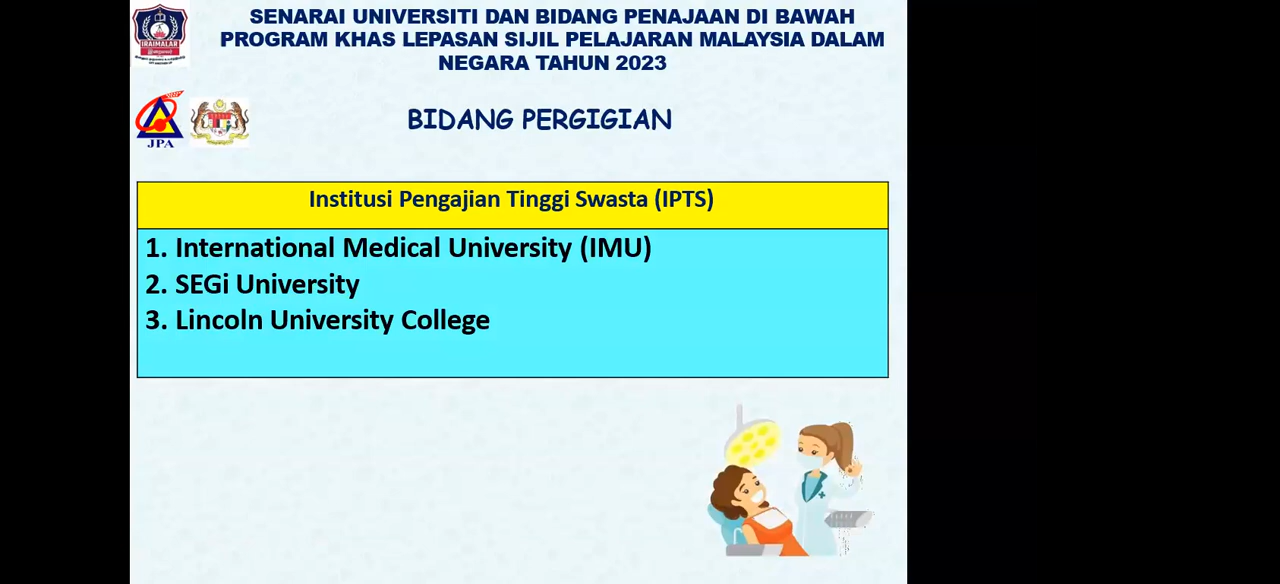 SENARAI UNIVERSITI DAN BIDANG PENAJAAN DI BAWAH
PROGRAM KHAS LEPASAN SIJIL PELAJARAN MALAYSIA DALAM
NEGARA TAHUN 2023
IRAIMALAR
JPA
BIDANG PERGIGIAN
Institusi Pengajian Tinggi Swasta (IPTS)
1. International Medical University (IMU)
2. SEGi University
3. Lincoln University College